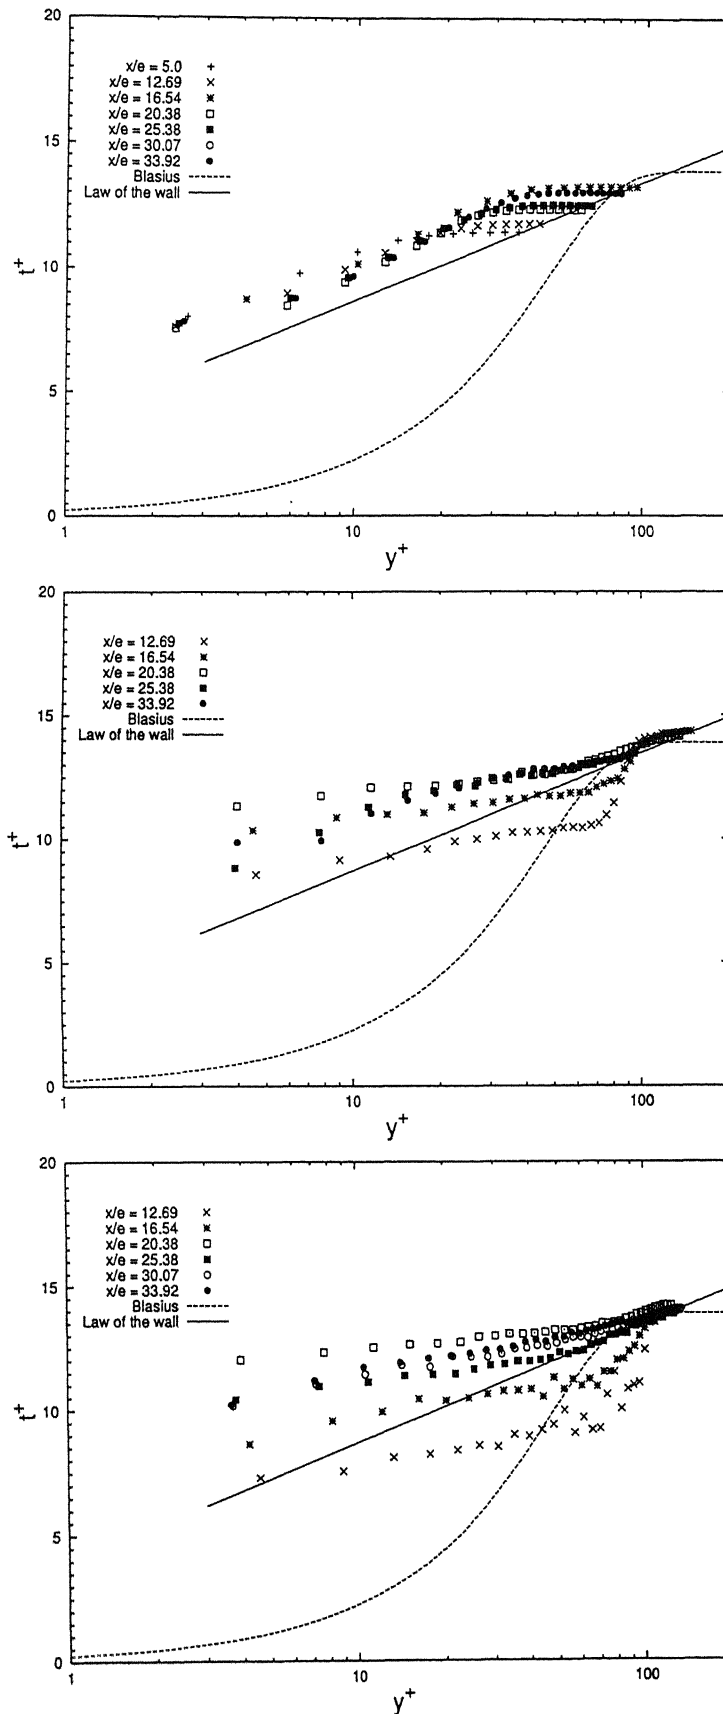 20
x/e = 5.0
x/e = 12.69
x/e = 16.54
x/e = 20.38
x/e = 25.38
x/e = 30.07
x/e = 33.92
Blasius
Law of the wall
15
t+
10
5
0
1
10
100
y+
20
x/e = 12.69
x/e = 16.54
x/e = 20.38
x/e = 25.38
x/e = 33.92
Blasius
Law of the wall
15
t+
10
5
0
1
10
100
y+
20
x/e = 12.69
x/e = 16.54
x/e = 20.38
x/e = 25.38
x/e = 30.07
x/e = 33.92
Blasius
Law of the wall
15
t+
10
5
0
1
10
100
y+